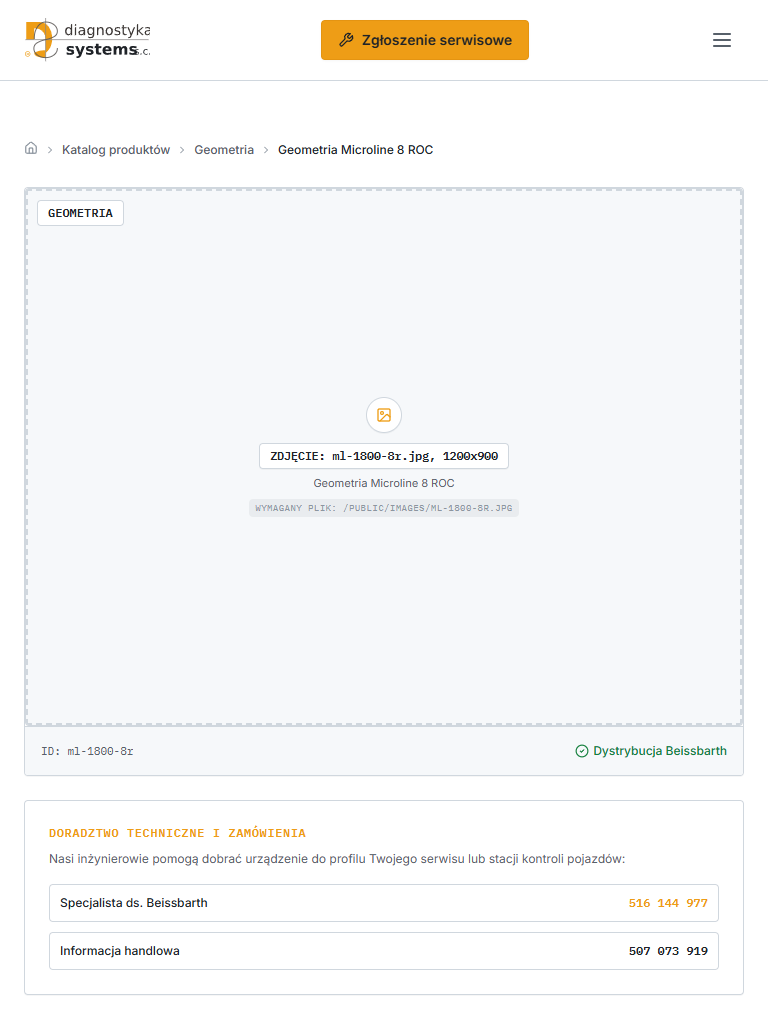 diagnostyka
systems s.c.
Zgłoszenie serwisowe
Katalog produktów
Geometria
Geometria Microline 8 ROC
GEOMETRIA
ZDJĘCIE: ml-1800-8r.jpg, 1200x900
Geometria Microline 8 ROC
WYMAGANY PLIK: /PUBLIC/IMAGES/ML-1800-8R.JPG
ID: ml-1800-8r
Dystrybucja Beissbarth
DORADZTWO TECHNICZNE I ZAMÓWIENIA
Nasi inżynierowie pomogą dobrać urządzenie do profilu Twojego serwisu lub stacji kontroli pojazdów:
Specjalista ds. Beissbarth
516 144 977
Informacja handlowa
507 073 919